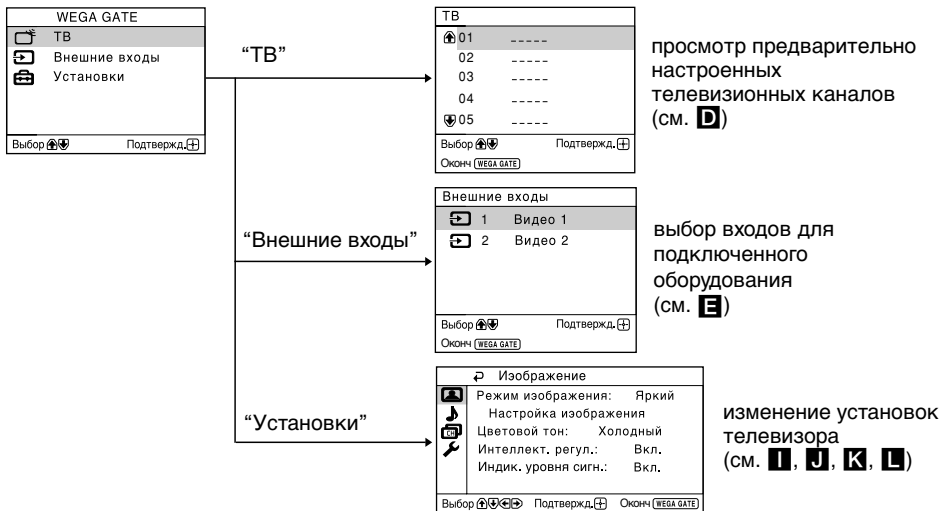 WEGA GATE
ТВ
Внешние входы
Установки
Выбор Подтвержд.
“ТВ”
ТВ
01 -----
02 -----
03 -----
04 -----
05 -----
Выбор Подтвержд.
Оконч WEGA GATE
просмотр предварительно
настроенных
телевизионных каналов
(см. D)
“Внешние входы”
Внешние входы
1 Видео 1
2 Видео 2
Выбор Подтвержд.
Оконч WEGA GATE
выбор входов для
подключенного
оборудования
(см. E)
“Установки”
Изображение
Режим изображения: Яркий
Настройка изображения
Цветовой тон: Холодный
Интеллект. регул.: Вкл.
Индик. уровня сигн.: Вкл.
CH
Выбор Подтвержд. Оконч WEGA GATE
изменение установок
телевизора
(см. I, J, K, L)